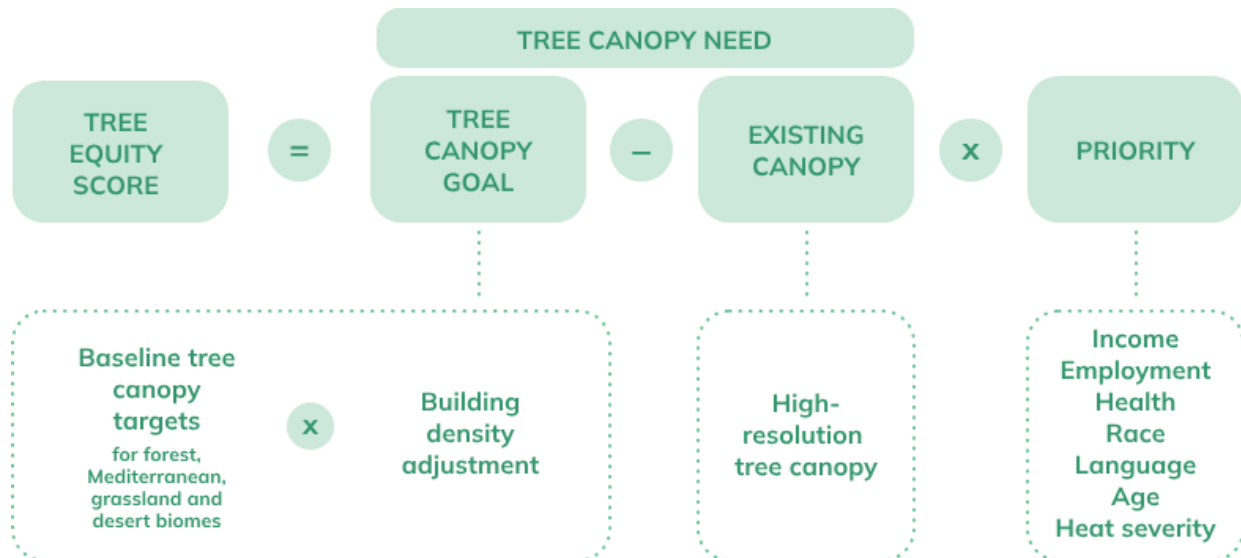 TREE CANOPY NEED
TREE
EQUITY
SCORE
=
TREE
CANOPY
GOAL
–
EXISTING
CANOPY
x
PRIORITY
Baseline tree
canopy
targets
for forest,
Mediterranean,
grassland and
desert biomes
x
Building
density
adjustment
High-
resolution
tree canopy
Income
Employment
Health
Race
Language
Age
Heat severity